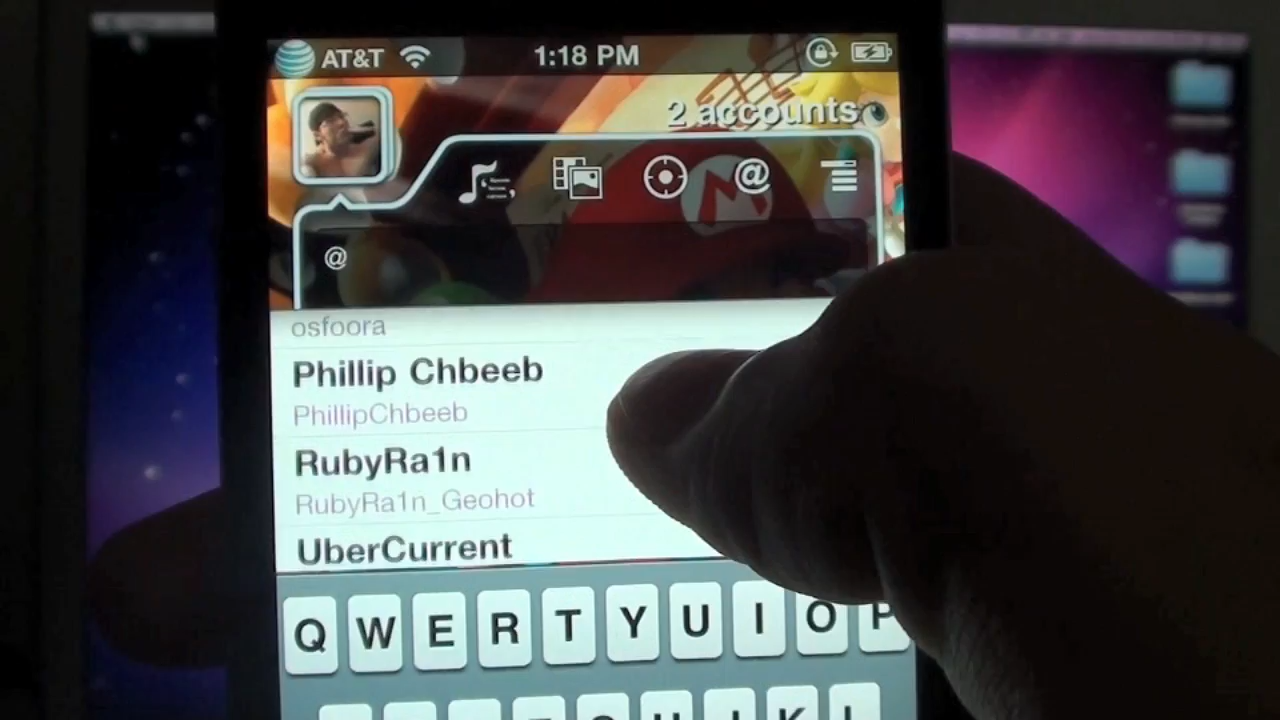 AT&T 1:18 PM
2 accounts
@
M
@
osfoora
Phillip Chbeeb
PhillipChbeeb
RubyRa1n
RubyRa1n_Geohot
UberCurrent
Q W E R T Y U I O P